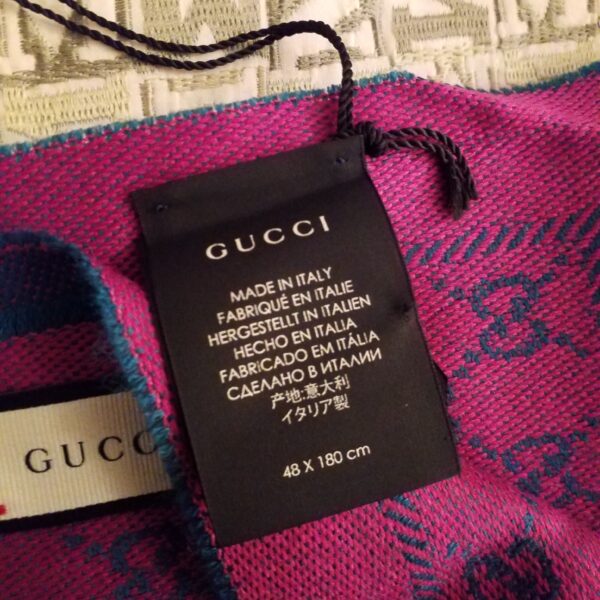 GUCCI
MADE IN ITALY
FABRIQUÉ EN ITALIE
HERGESTELLT IN ITALIEN
HECHO EN ITALIA
FABRICADO EM ITÁLIA
СДЕЛАНО В ИТАЛИИ
产地:意大利
イタリア製
48 X 180 cm
GUCC